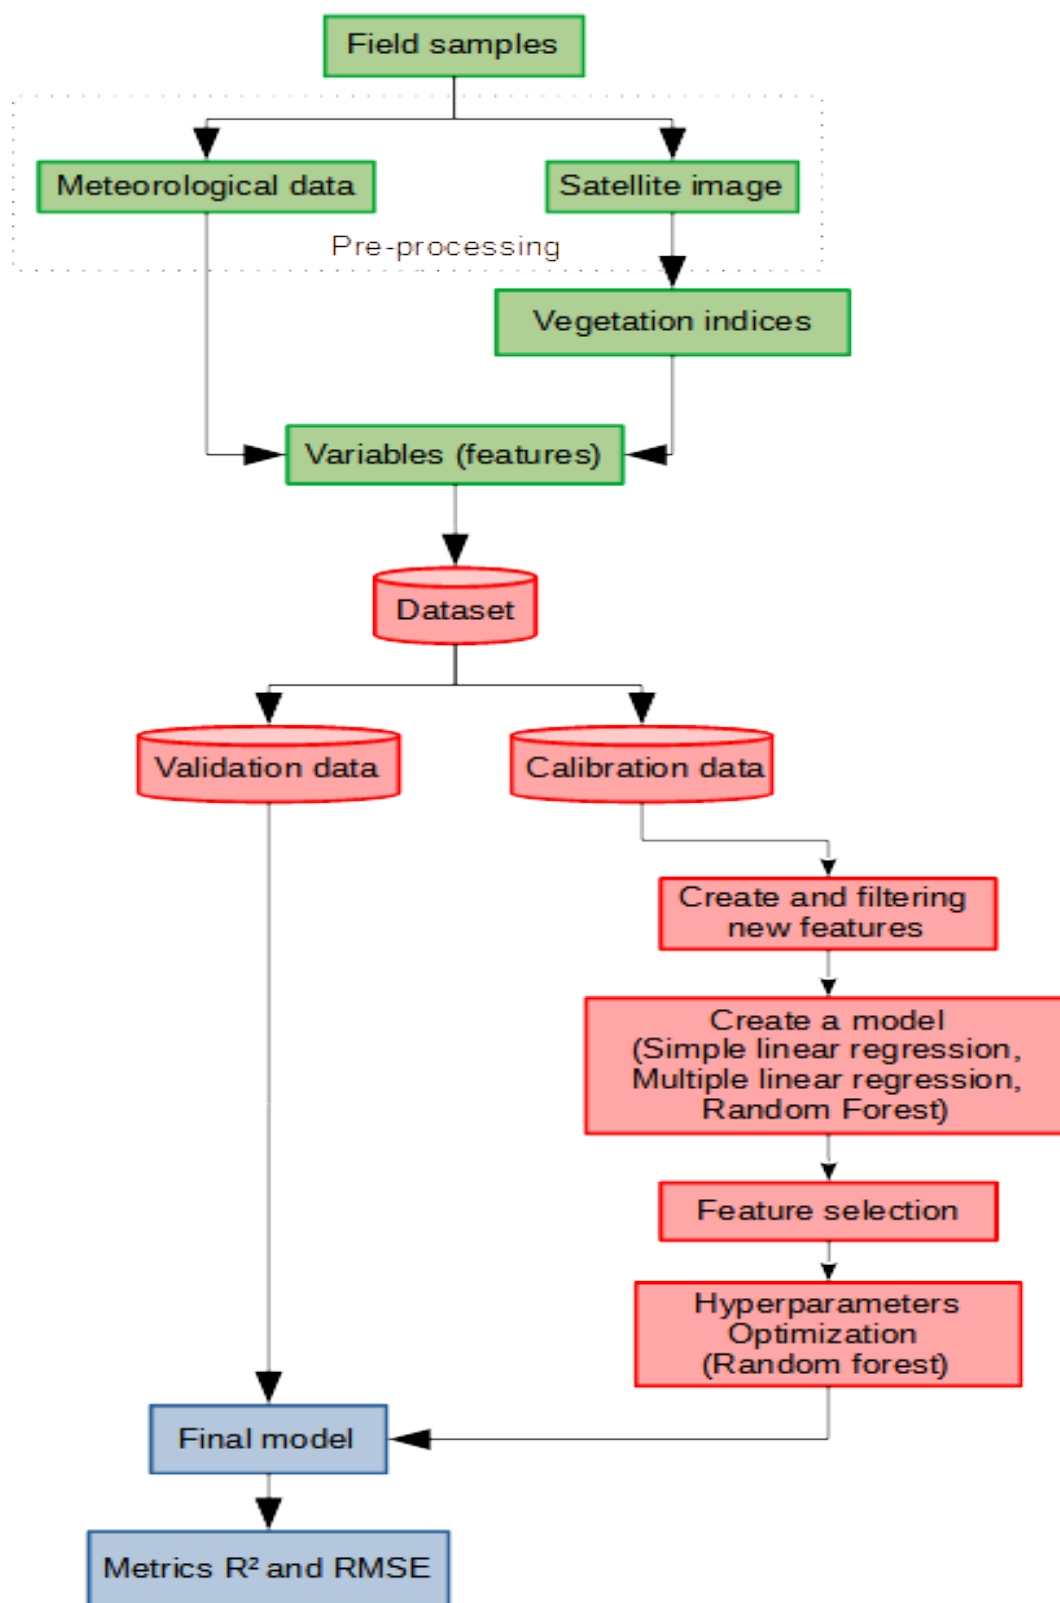 Field samples
Meteorological data
Satellite image
Pre-processing
Vegetation indices
Variables (features)
Dataset
Validation data
Calibration data
Create and filtering
new features
Create a model
(Simple linear regression,
Multiple linear regression,
Random Forest)
Feature selection
Hyperparameters
Optimization
(Random forest)
Final model
Metrics R² and RMSE